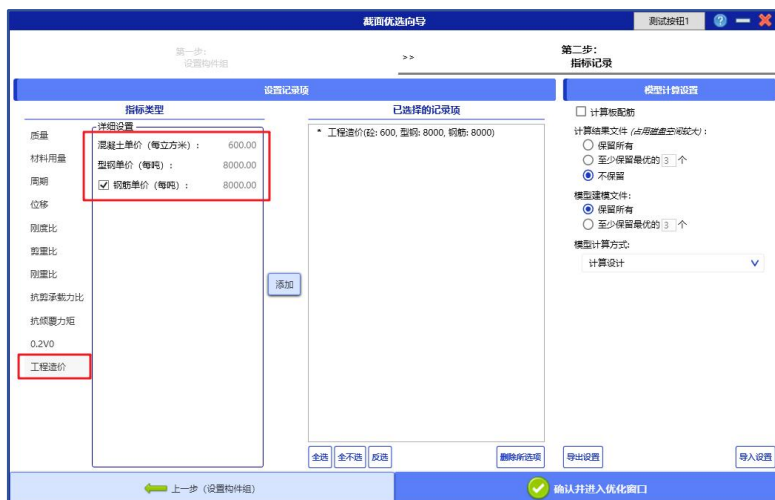 截面优选向导
测试按钮1
第一步:
设置构件组
>>
第二步:
指标记录
设置记录项
模型计算设置
指标类型
已选择的记录项
质量
材料用量
周期
位移
刚度比
剪重比
刚重比
抗剪承载力比
抗倾覆力矩
0.2V0
工程造价
详细设置
混凝土单价（每立方米）: 600.00
型钢单价（每吨）: 8000.00
钢筋单价（每吨）: 8000.00
添加
* 工程造价(砼: 600, 型钢: 8000, 钢筋: 8000)
全选 全不选 反选 删除所选项
计算板配筋
计算结果文件 (占用磁盘空间较大):
保留所有
至少保留最优的 3 个
不保留
模型建模文件:
保留所有
至少保留最优的 3 个
模型计算方式:
计算设计
导出设置 导入设置
上一步（设置构件组）
确认并进入优化窗口